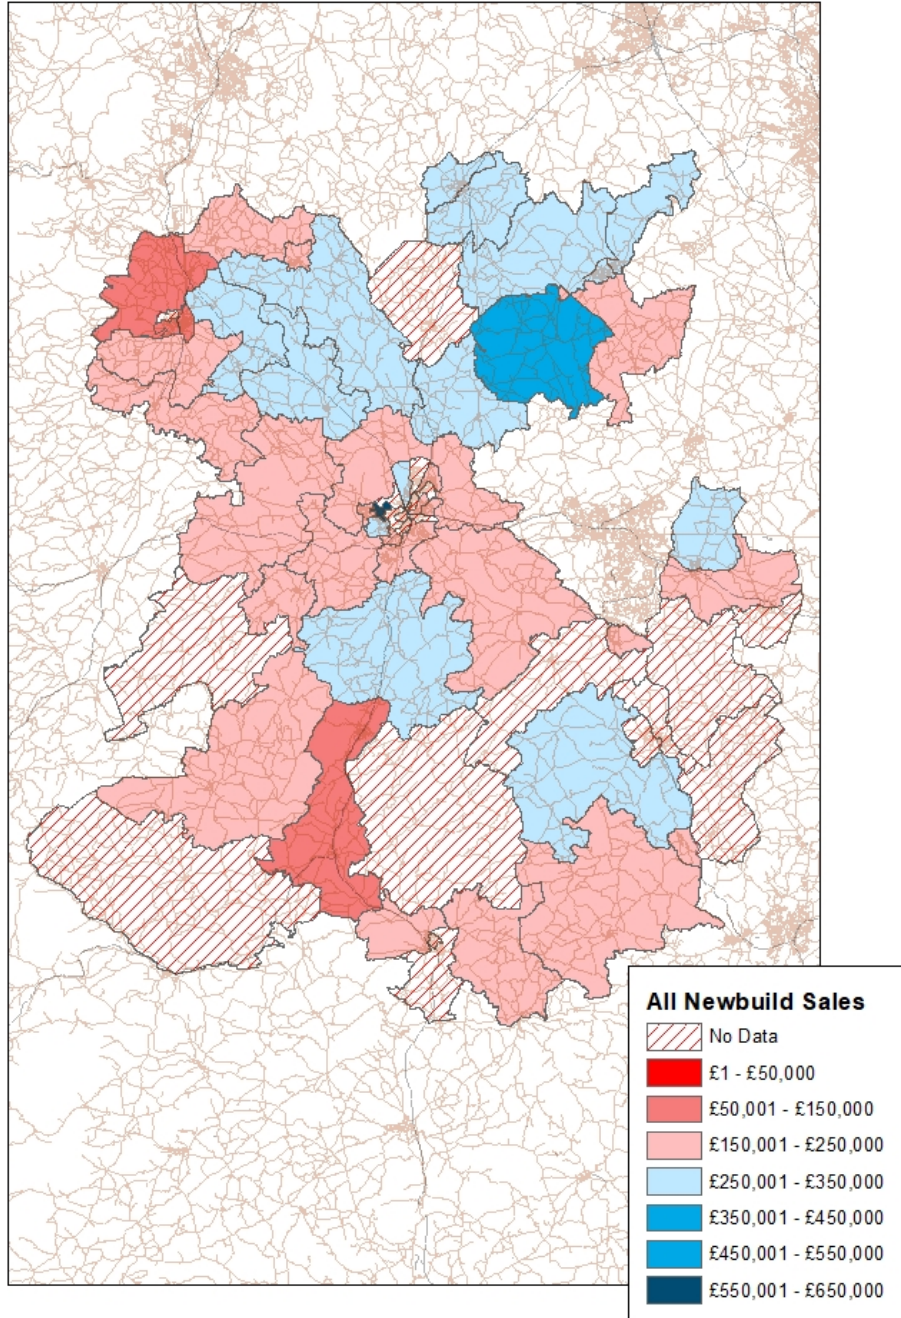 All Newbuild Sales
No Data
£1 - £50,000
£50,001 - £150,000
£150,001 - £250,000
£250,001 - £350,000
£350,001 - £450,000
£450,001 - £550,000
£550,001 - £650,000